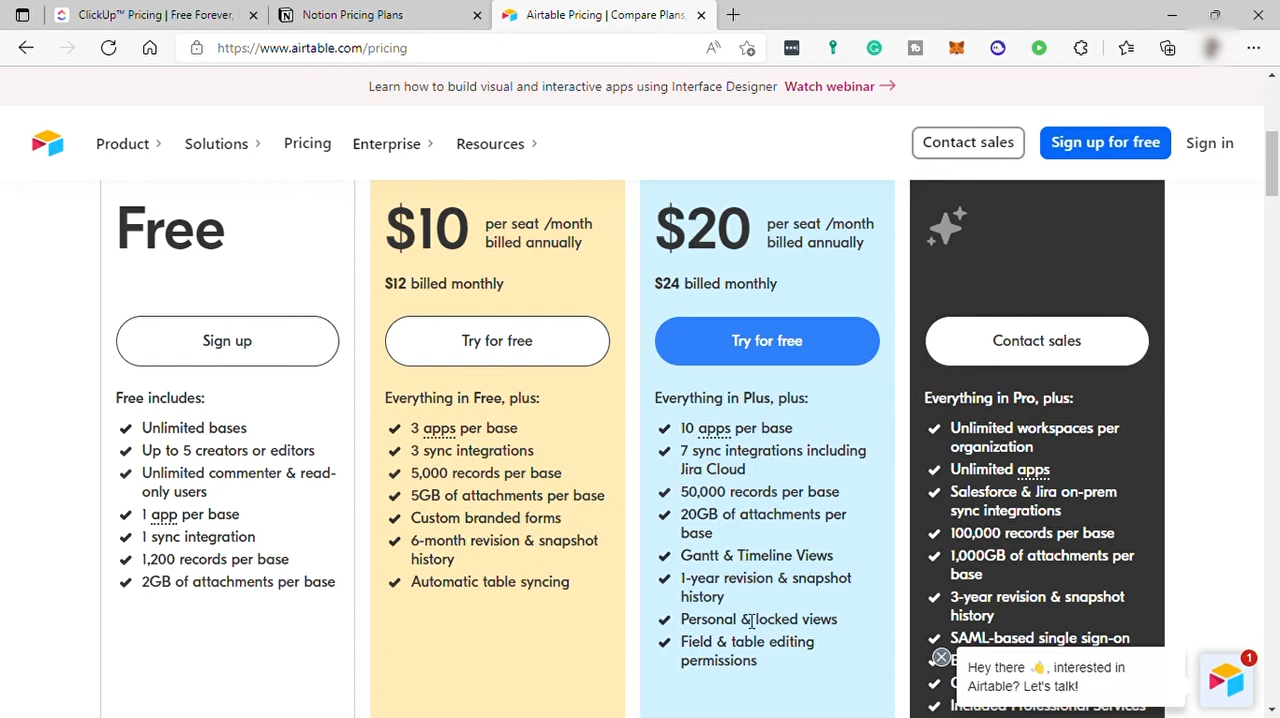 ClickUp™ Pricing | Free Forever,
Notion Pricing Plans
Airtable Pricing | Compare Plans
https://www.airtable.com/pricing
Learn how to build visual and interactive apps using Interface Designer Watch webinar →
Product
Solutions
Pricing
Enterprise
Resources
Contact sales
Sign up for free
Sign in
Free
Sign up
Free includes:
Unlimited bases
Up to 5 creators or editors
Unlimited commenter & read-
only users
1 app per base
1 sync integration
1,200 records per base
2GB of attachments per base
$10 per seat /month
billed annually
$12 billed monthly
Try for free
Everything in Free, plus:
3 apps per base
3 sync integrations
5,000 records per base
5GB of attachments per base
Custom branded forms
6-month revision & snapshot
history
Automatic table syncing
$20 per seat /month
billed annually
$24 billed monthly
Try for free
Everything in Plus, plus:
10 apps per base
7 sync integrations including
Jira Cloud
50,000 records per base
20GB of attachments per
base
Gantt & Timeline Views
1-year revision & snapshot
history
Personal & locked views
Field & table editing
permissions
Contact sales
Everything in Pro, plus:
Unlimited workspaces per
organization
Unlimited apps
Salesforce & Jira on-prem
sync integrations
100,000 records per base
1,000GB of attachments per
base
3-year revision & snapshot
history
SAML-based single sign-on
Included Professional Services
Hey there 👋, interested in
Airtable? Let's talk!
1